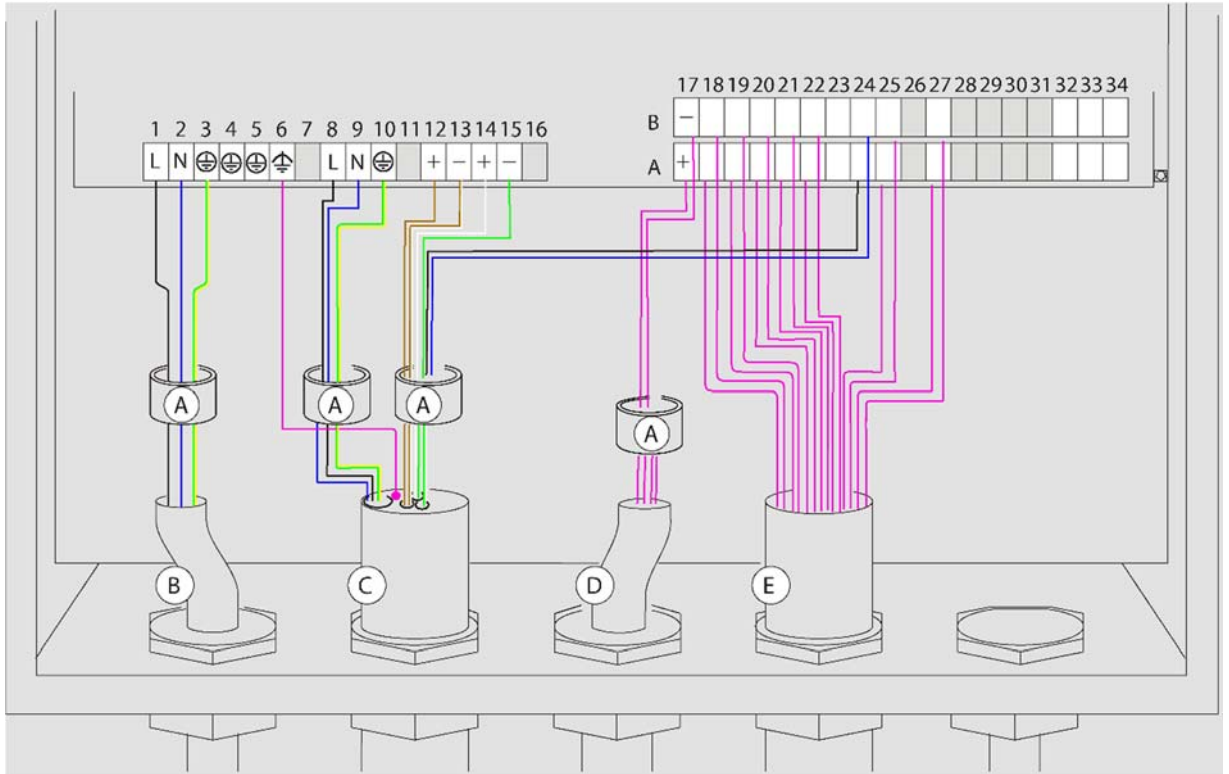 17 18 19 20 21 22 23 24 25 26 27 28 29 30 31 32 33 34
B −
1 2 3 4 5 6 7 8 9 10 11 12 13 14 15 16
L N L N + − + −
A +
A A A A
B C D E